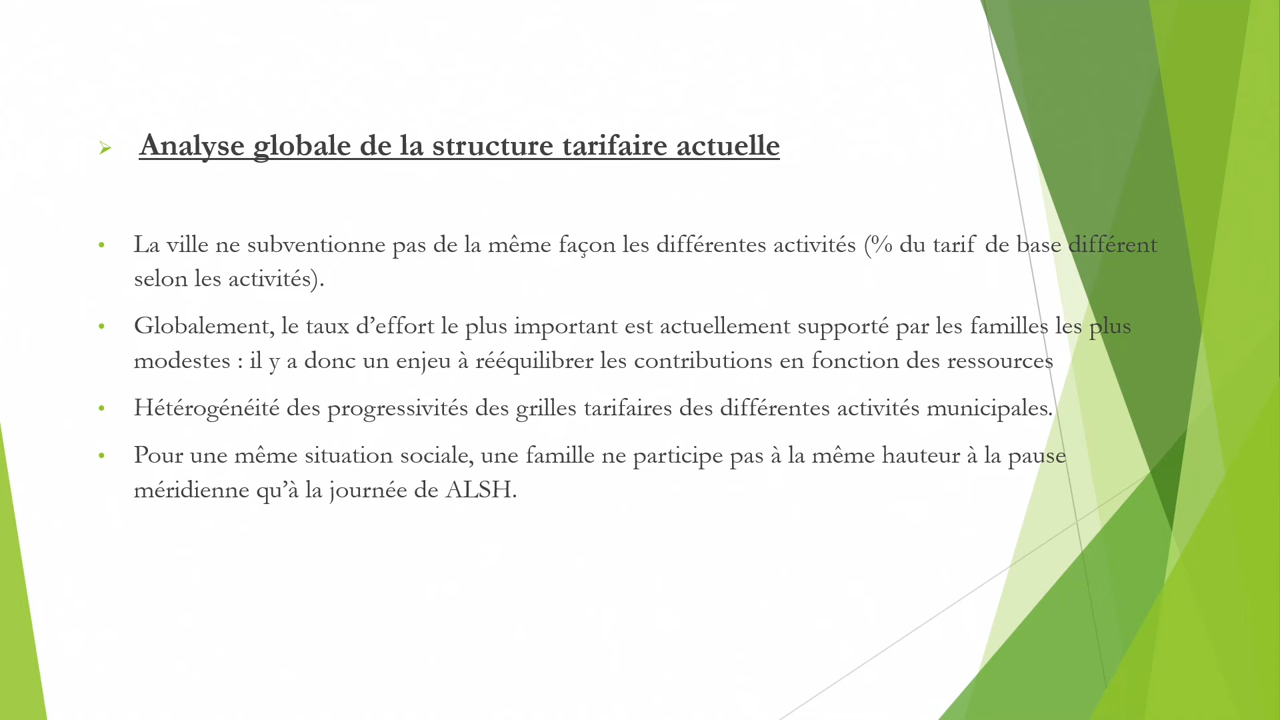 Analyse globale de la structure tarifaire actuelle
La ville ne subventionne pas de la même façon les différentes activités (% du tarif de base différent
selon les activités).
Globalement, le taux d’effort le plus important est actuellement supporté par les familles les plus
modestes : il y a donc un enjeu à rééquilibrer les contributions en fonction des ressources
Hétérogénéité des progressivités des grilles tarifaires des différentes activités municipales.
Pour une même situation sociale, une famille ne participe pas à la même hauteur à la pause
méridienne qu’à la journée de ALSH.